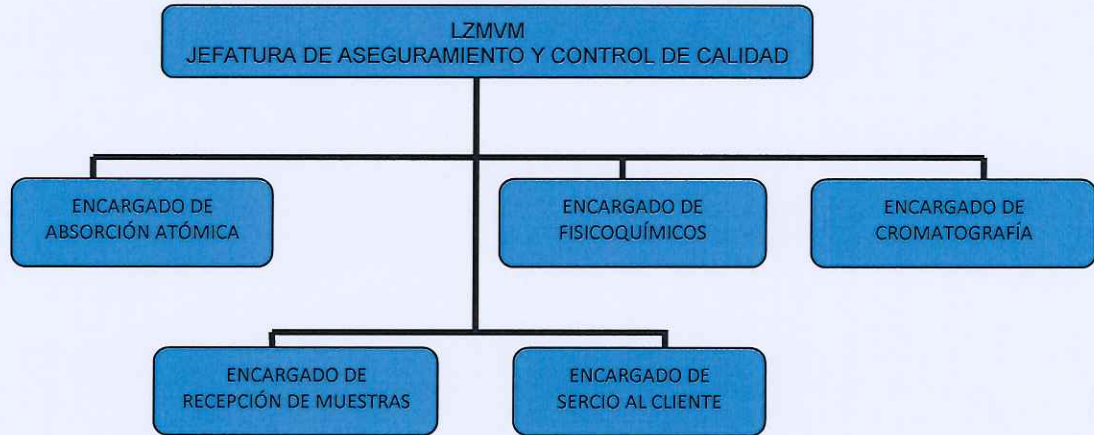 LZMVM
JEFATURA DE ASEGURAMIENTO Y CONTROL DE CALIDAD
ENCARGADO DE
ABSORCIÓN ATÓMICA
ENCARGADO DE
FISICOQUÍMICOS
ENCARGADO DE
CROMATOGRAFÍA
ENCARGADO DE
RECEPCIÓN DE MUESTRAS
ENCARGADO DE
SERCIO AL CLIENTE